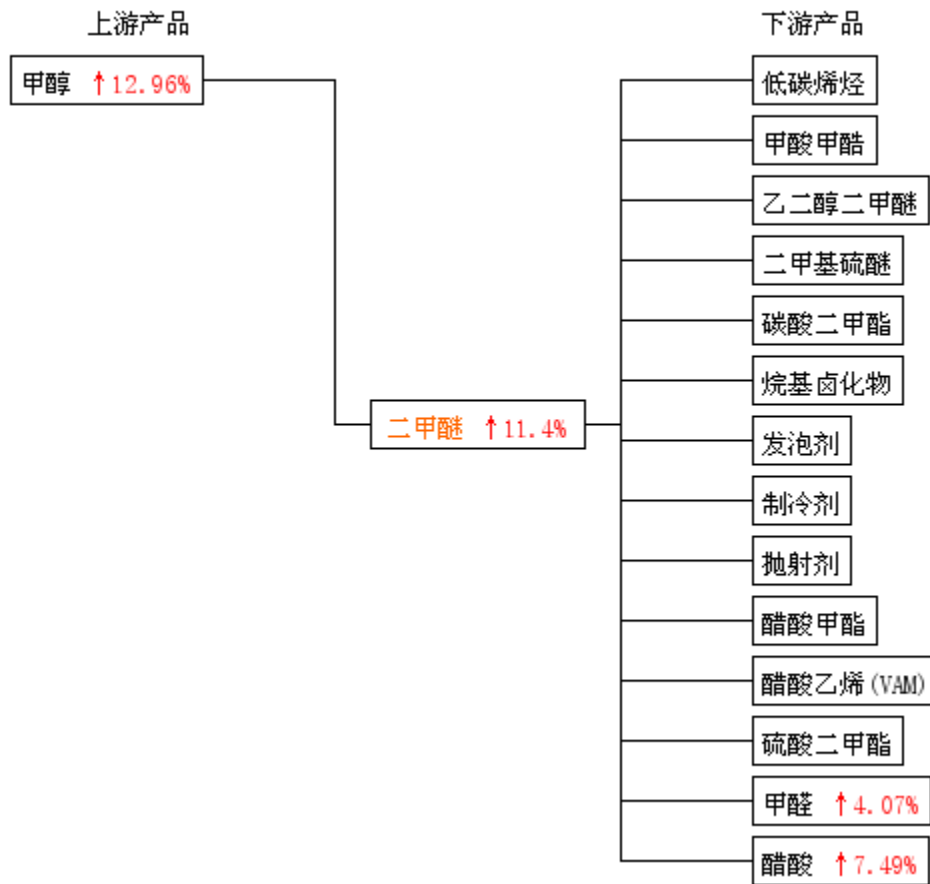 上游产品
下游产品
甲醇 ↑12.96%
低碳烯烃
甲酸甲酯
乙二醇二甲醚
二甲基硫醚
碳酸二甲酯
烷基卤化物
二甲醚 ↑11.4%
发泡剂
制冷剂
抛射剂
醋酸甲酯
醋酸乙烯(VAM)
硫酸二甲酯
甲醛 ↑4.07%
醋酸 ↑7.49%